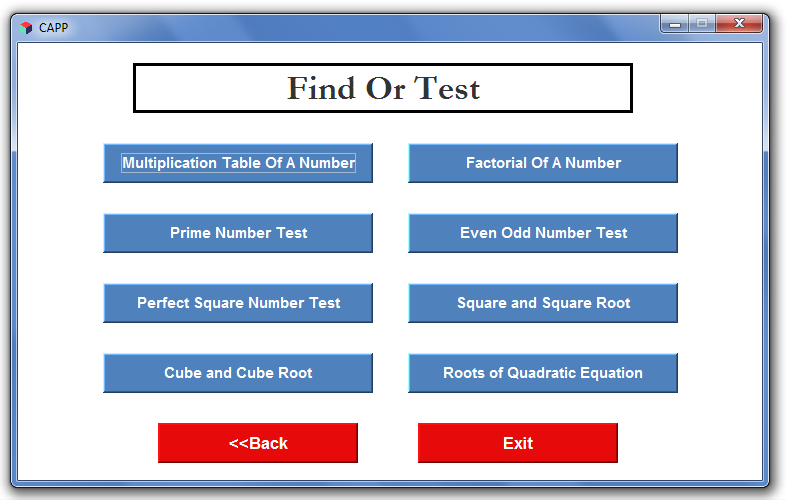 CAPP
Find Or Test
Multiplication Table Of A Number
Factorial Of A Number
Prime Number Test
Even Odd Number Test
Perfect Square Number Test
Square and Square Root
Cube and Cube Root
Roots of Quadratic Equation
<<Back
Exit